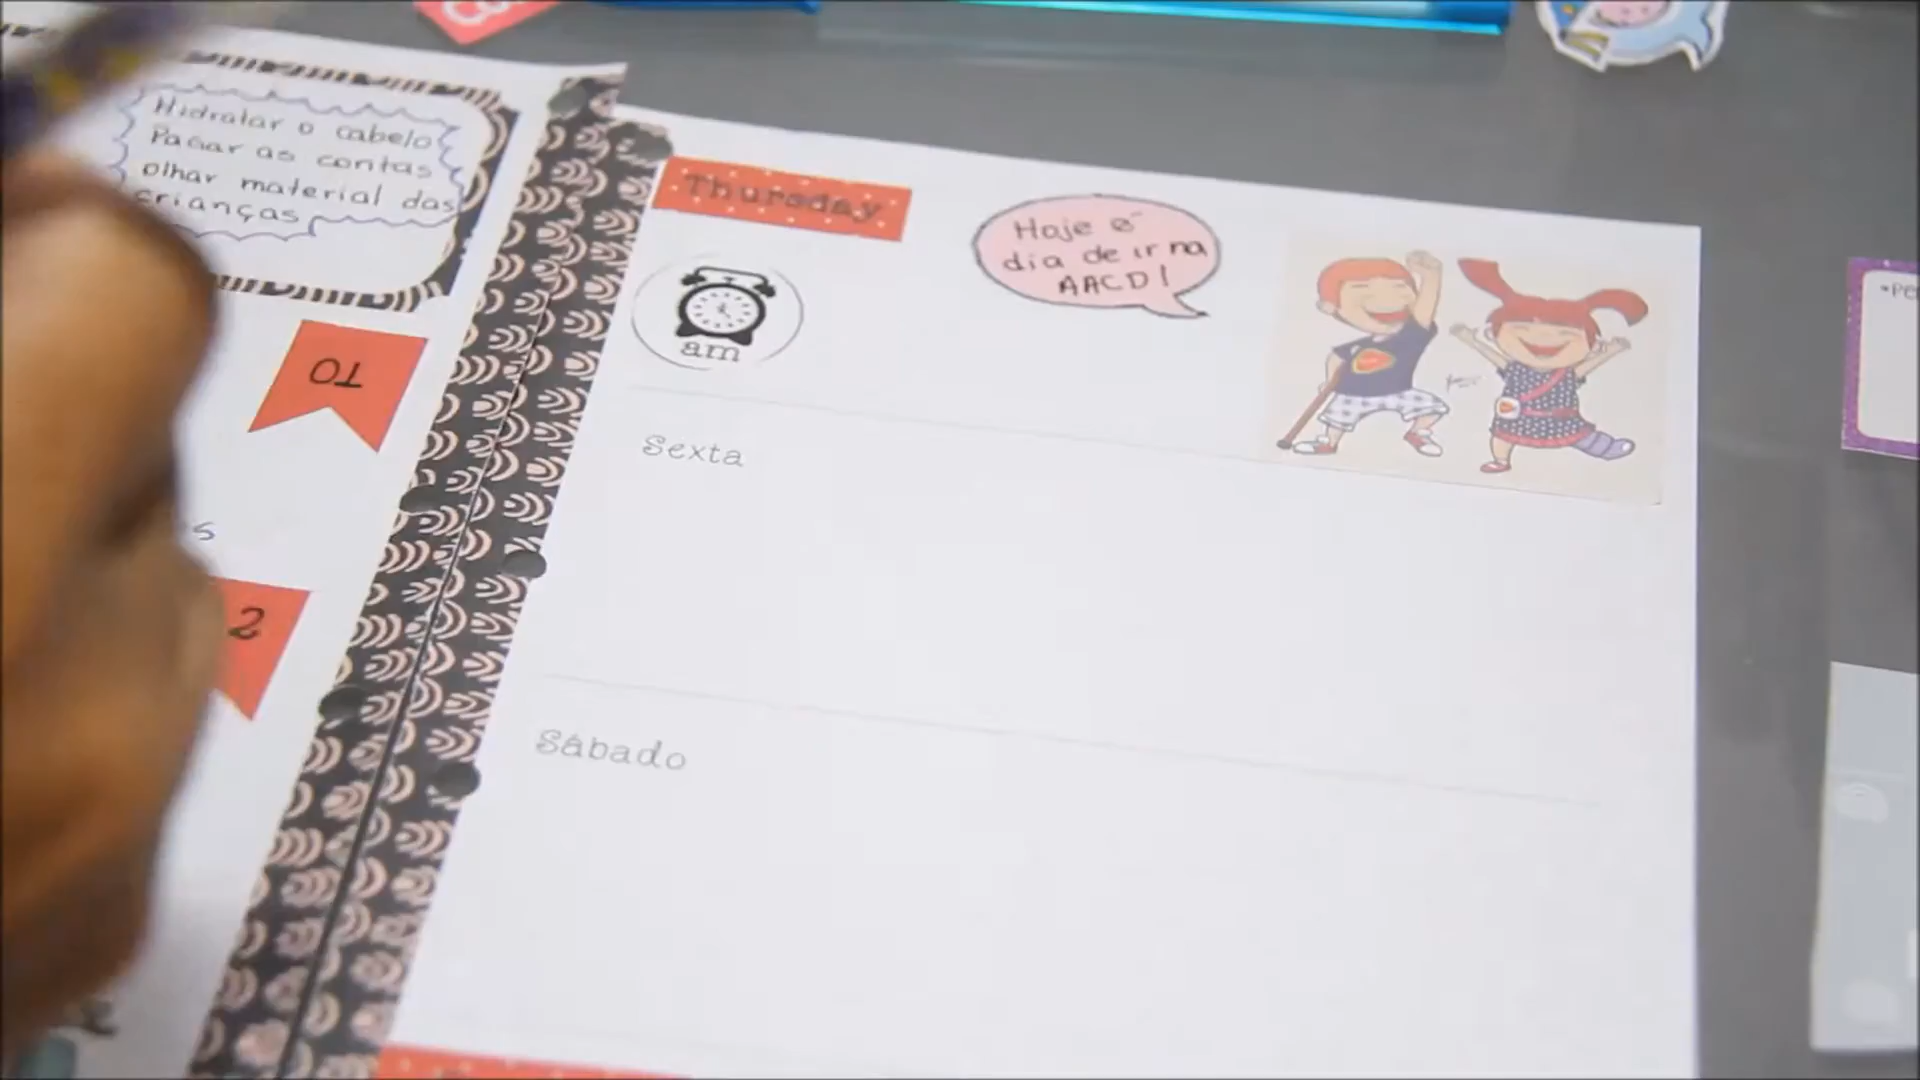 Hidratar o cabelo
Pagar as contas
olhar material das
crianças
TO
s
2
Thursday
Hoje é
dia de ir na
AACD!
am
Sexta
Sábado